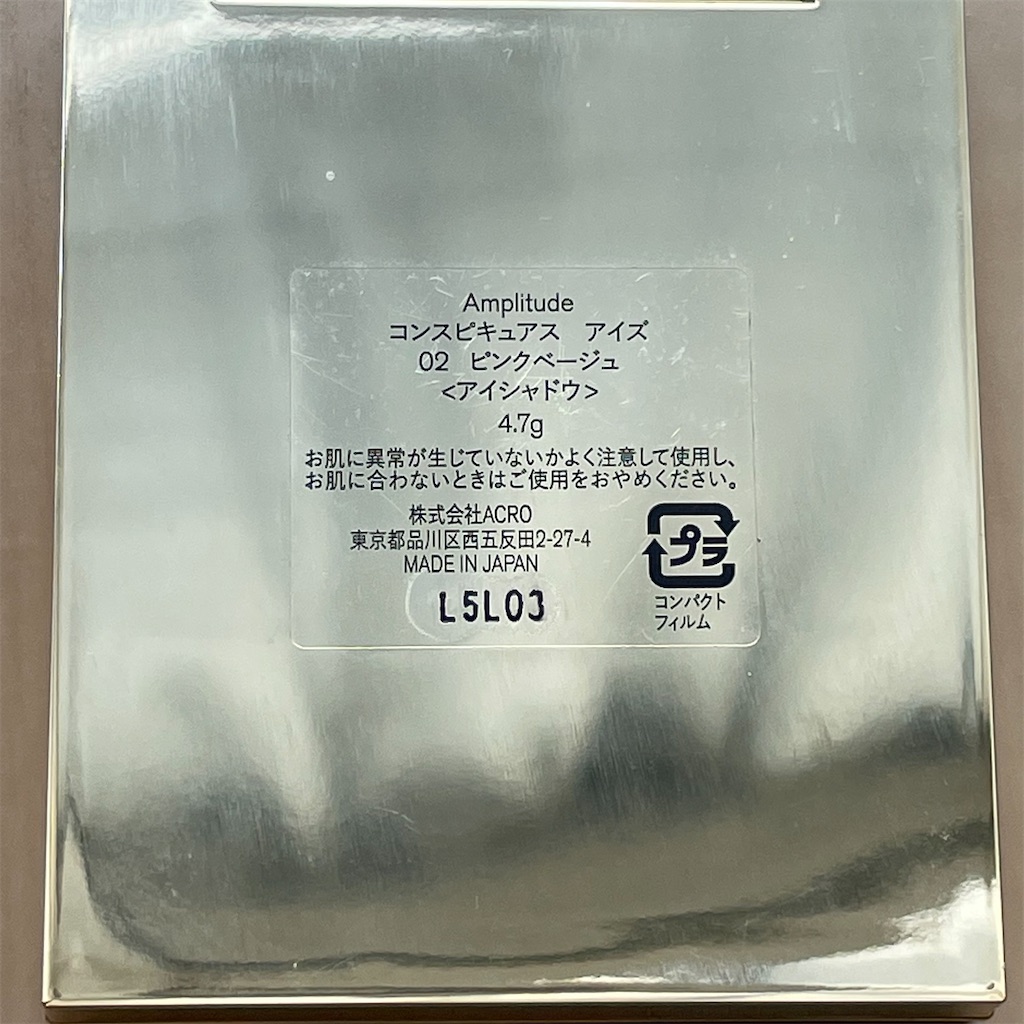 Amplitude
コンスピキュアス　アイズ
02　ピンクベージュ
<アイシャドウ>
4.7g
お肌に異常が生じていないかよく注意して使用し、
お肌に合わないときはご使用をおやめください。
株式会社ACRO
東京都品川区西五反田2-27-4
MADE IN JAPAN
L5L03
プラ
コンパクト
フィルム